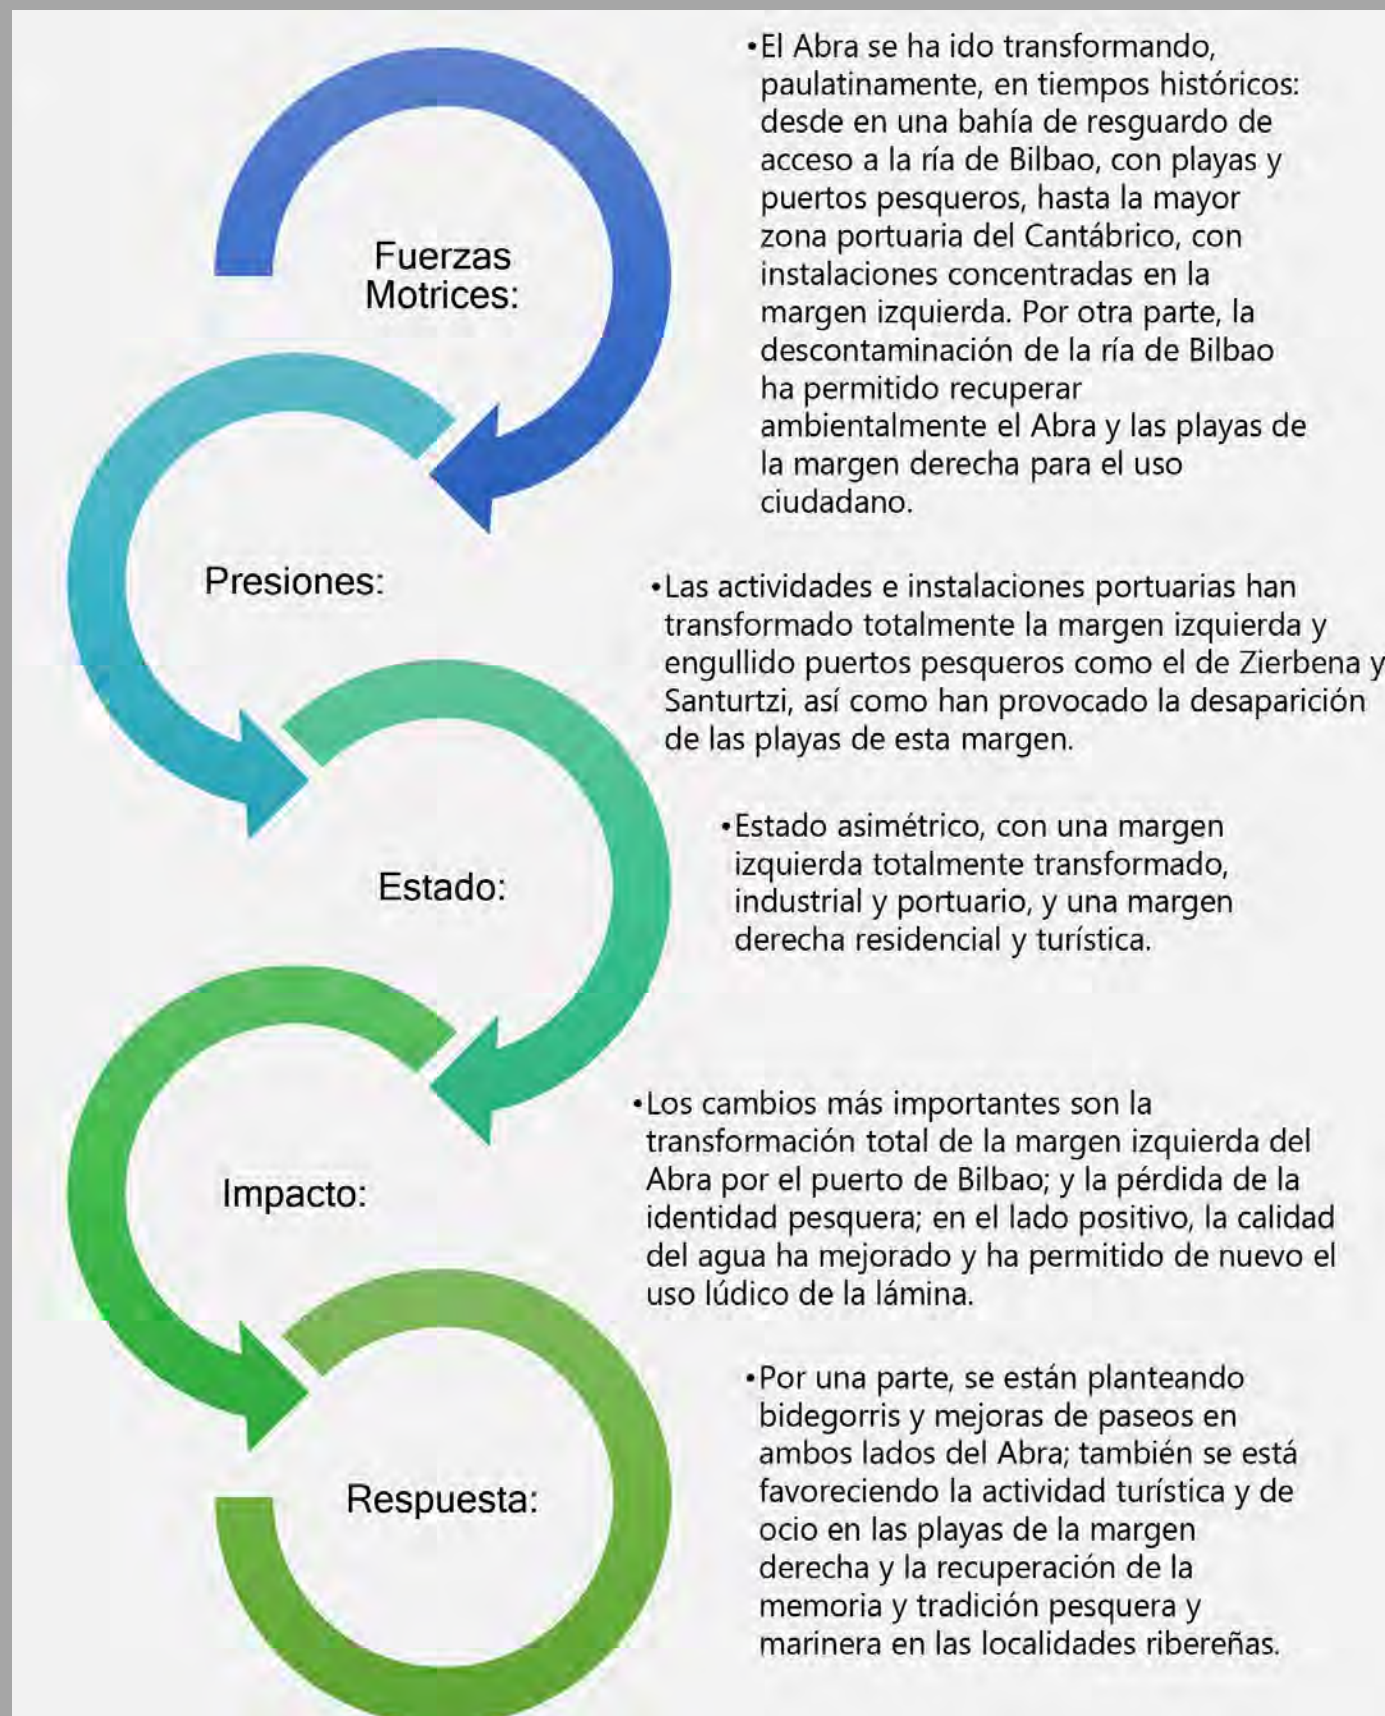 Fuerzas
Motrices:
•El Abra se ha ido transformando,
paulatinamente, en tiempos históricos:
desde en una bahía de resguardo de
acceso a la ría de Bilbao, con playas y
puertos pesqueros, hasta la mayor
zona portuaria del Cantábrico, con
instalaciones concentradas en la
margen izquierda. Por otra parte, la
descontaminación de la ría de Bilbao
ha permitido recuperar
ambientalmente el Abra y las playas de
la margen derecha para el uso
ciudadano.
Presiones:
•Las actividades e instalaciones portuarias han
transformado totalmente la margen izquierda y
engullido puertos pesqueros como el de Zierbena y
Santurtzi, así como han provocado la desaparición
de las playas de esta margen.
Estado:
•Estado asimétrico, con una margen
izquierda totalmente transformado,
industrial y portuario, y una margen
derecha residencial y turística.
Impacto:
•Los cambios más importantes son la
transformación total de la margen izquierda del
Abra por el puerto de Bilbao; y la pérdida de la
identidad pesquera; en el lado positivo, la calidad
del agua ha mejorado y ha permitido de nuevo el
uso lúdico de la lámina.
Respuesta:
•Por una parte, se están planteando
bidegorris y mejoras de paseos en
ambos lados del Abra; también se está
favoreciendo la actividad turística y de
ocio en las playas de la margen
derecha y la recuperación de la
memoria y tradición pesquera y
marinera en las localidades ribereñas.